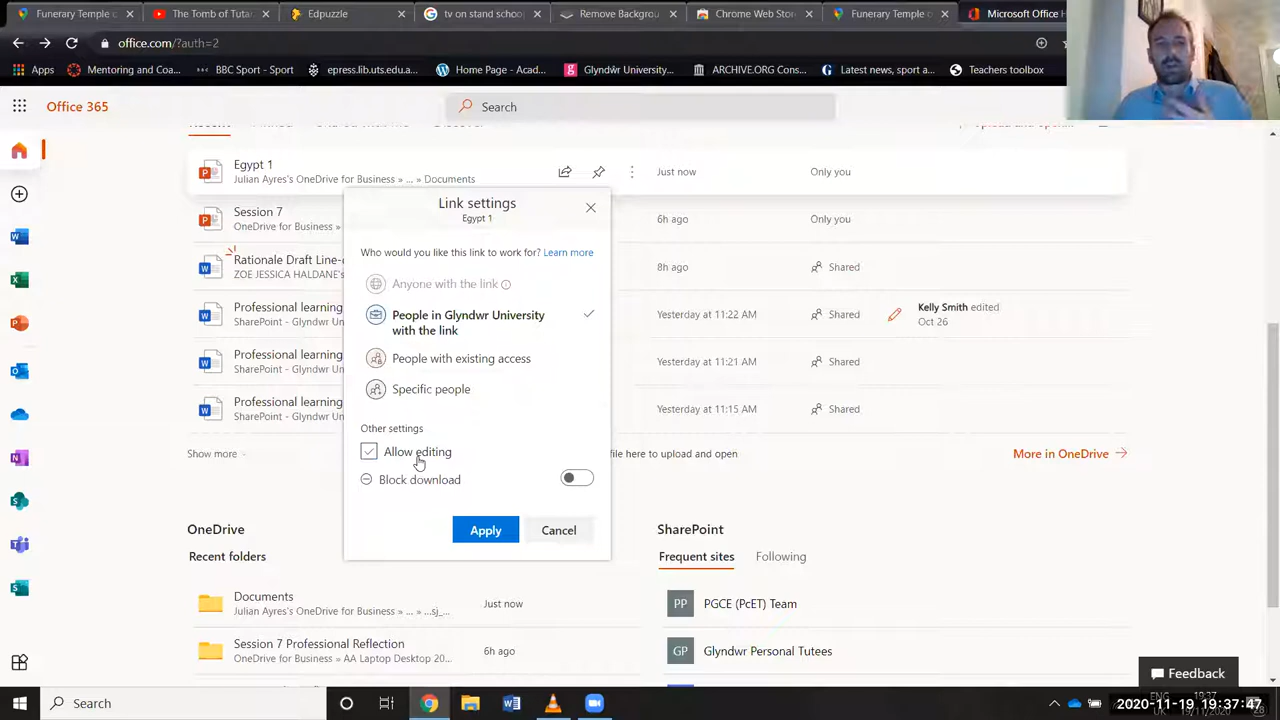 Funerary Temple o
The Tomb of Tuta
Edpuzzle
tv on stand schoo
Remove Backgrou
Chrome Web Store
Funerary Temple o
Microsoft Office H
office.com/?auth=2
Apps
Mentoring and Coa...
BBC Sport - Sport
epress.lib.uts.edu.a...
Home Page - Acad...
Glyndŵr University...
ARCHIVE.ORG Cons...
Latest news, sport a...
Teachers toolbox
Office 365
Search
Egypt 1
Julian Ayres's OneDrive for Business » ... » Documents
Just now
Only you
Session 7
OneDrive for Business »
6h ago
Only you
Rationale Draft Line-
ZOE JESSICA HALDANE's
8h ago
Shared
Professional learning
SharePoint - Glyndwr Uni
Yesterday at 11:22 AM
Shared
Kelly Smith edited
Oct 26
Professional learning
SharePoint - Glyndwr Uni
Yesterday at 11:21 AM
Shared
Professional learning
SharePoint - Glyndwr Uni
Yesterday at 11:15 AM
Shared
Link settings
Egypt 1
Who would you like this link to work for? Learn more
Anyone with the link
People in Glyndwr University
with the link
People with existing access
Specific people
Other settings
Allow editing
Block download
Apply
Cancel
Show more
file here to upload and open
More in OneDrive
OneDrive
Recent folders
SharePoint
Frequent sites
Following
Documents
Julian Ayres's OneDrive for Business » ... » ...sj_...
Just now
PP
PGCE (PcET) Team
Session 7 Professional Reflection
OneDrive for Business » AA Laptop Desktop 20...
6h ago
GP
Glyndwr Personal Tutees
Feedback
Search
ENG
UK
19:37
19/11/2020
2020-11-19 19:37:47